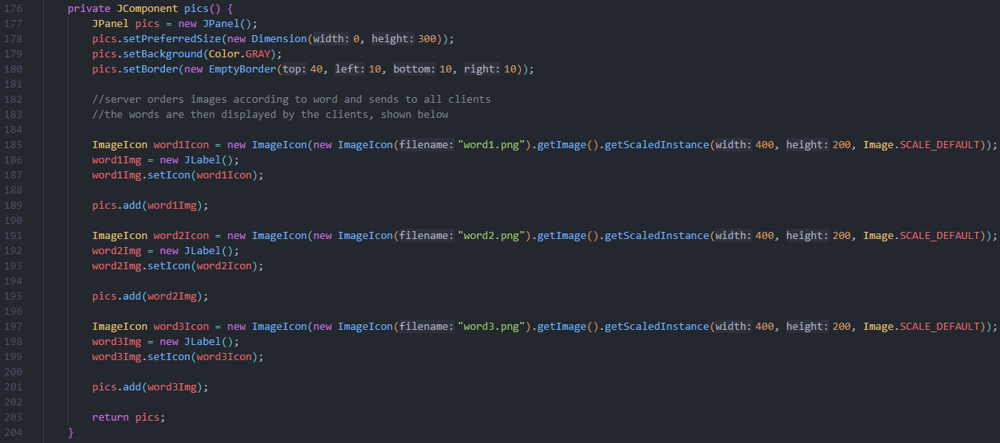 176 private JComponent pics() {
177 JPanel pics = new JPanel();
178 pics.setPreferredSize(new Dimension(width: 0, height: 300));
179 pics.setBackground(Color.GRAY);
180 pics.setBorder(new EmptyBorder(top: 40, left: 10, bottom: 10, right: 10));
181
182 //server orders images according to word and sends to all clients
183 //the words are then displayed by the clients, shown below
184
185 ImageIcon word1Icon = new ImageIcon(new ImageIcon(filename: "word1.png").getImage().getScaledInstance(width: 400, height: 200, Image.SCALE_DEFAULT));
186 word1Img = new JLabel();
187 word1Img.setIcon(word1Icon);
188
189 pics.add(word1Img);
190
191 ImageIcon word2Icon = new ImageIcon(new ImageIcon(filename: "word2.png").getImage().getScaledInstance(width: 400, height: 200, Image.SCALE_DEFAULT));
192 word2Img = new JLabel();
193 word2Img.setIcon(word2Icon);
194
195 pics.add(word2Img);
196
197 ImageIcon word3Icon = new ImageIcon(new ImageIcon(filename: "word3.png").getImage().getScaledInstance(width: 400, height: 200, Image.SCALE_DEFAULT));
198 word3Img = new JLabel();
199 word3Img.setIcon(word3Icon);
200
201 pics.add(word3Img);
202
203 return pics;
204 }